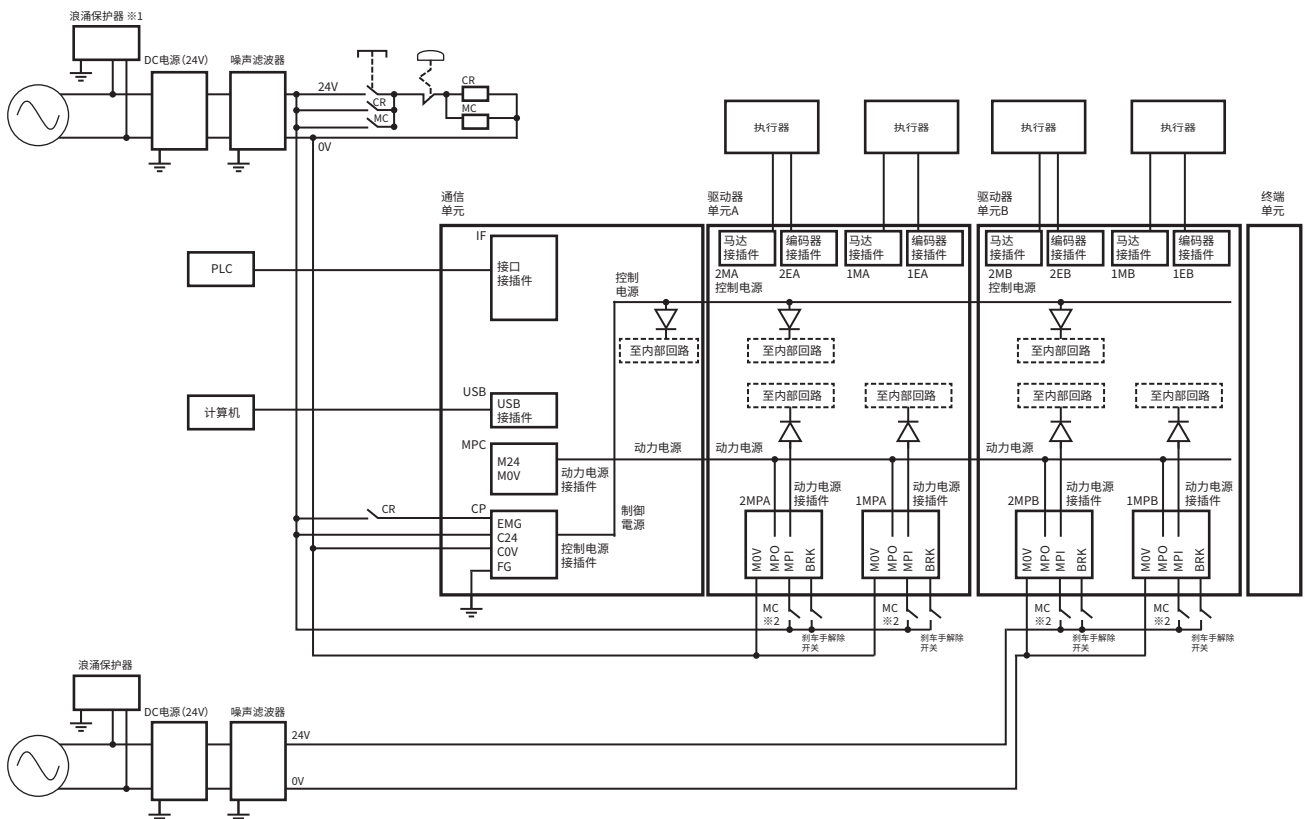 浪涌保护器 ※1
DC电源(24V)
噪声滤波器
24V
CR
MC
0V
CR
MC
执行器
执行器
执行器
执行器
通信
单元
驱动器
单元A
驱动器
单元B
终端
单元
IF
接口
接插件
PLC
马达
接插件
编码器
接插件
马达
接插件
编码器
接插件
2MA
2EA
1MA
1EA
控制电源
马达
接插件
编码器
接插件
马达
接插件
编码器
接插件
2MB
2EB
1MB
1EB
控制电源
控制
电源
至内部回路
至内部回路
至内部回路
计算机
USB
USB
接插件
至内部回路
至内部回路
至内部回路
至内部回路
MPC
M24
M0V
动力电源
接插件
动力电源
动力电源
动力电源
CR
CP
EMG
C24
C0V
FG
制御
電源
控制电源
接插件
2MPA
动力电源
接插件
M0V
MPO
MPI
BRK
1MPA
动力电源
接插件
M0V
MPO
MPI
BRK
2MPB
动力电源
接插件
M0V
MPO
MPI
BRK
1MPB
动力电源
接插件
M0V
MPO
MPI
BRK
MC
※2
刹车手解除
开关
MC
※2
刹车手解除
开关
MC
※2
刹车手解除
开关
MC
※2
刹车手解除
开关
浪涌保护器
DC电源(24V)
噪声滤波器
24V
0V